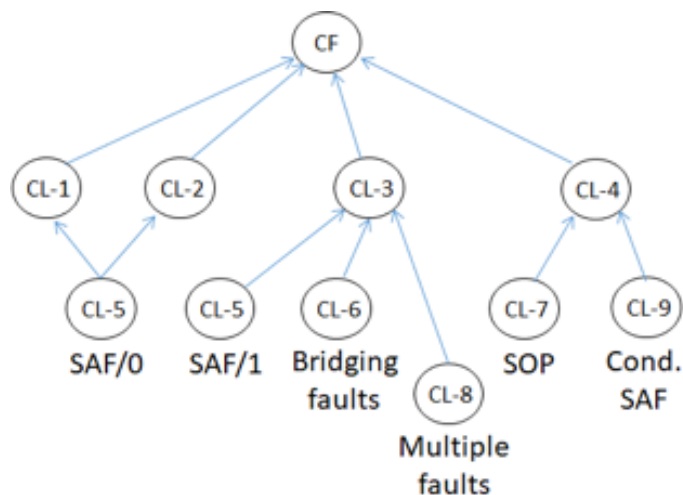 CF
CL-1
CL-2
CL-3
CL-4
CL-5
CL-5
CL-6
CL-7
CL-9
SAF/0
SAF/1
Bridging
faults
SOP
Cond.
SAF
CL-8
Multiple
faults